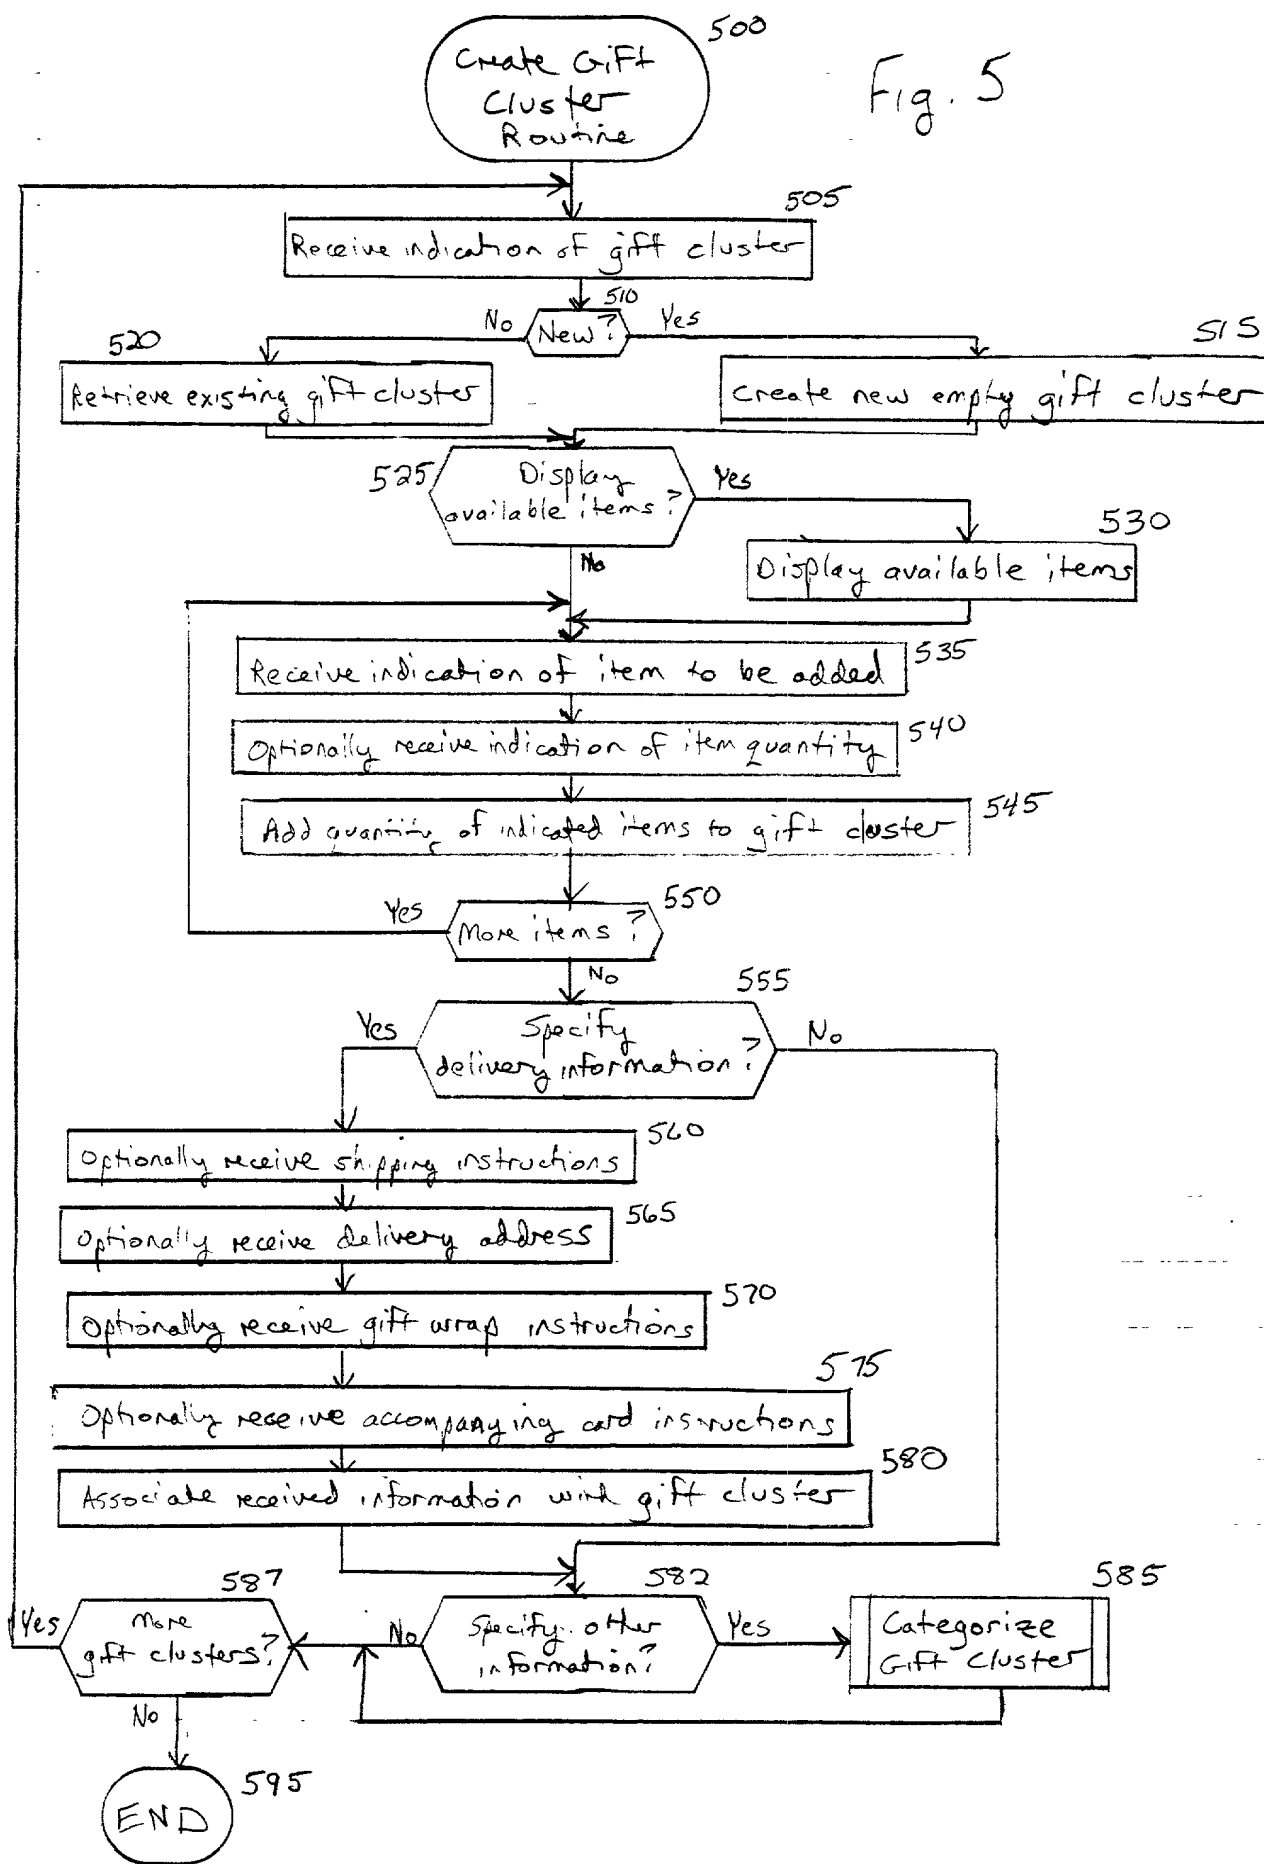 500
Create Gift
Cluster
Routine
Fig. 5
505
Receive indication of gift cluster
510
No
New?
Yes
520
515
Retrieve existing gift cluster
Create new empty gift cluster
525
Display
available items?
Yes
530
No
Display available items
Receive indication of item to be added
535
Optionally receive indication of item quantity
540
Add quantity of indicated items to gift cluster
545
550
Yes
More items?
No
555
Yes
Specify
delivery information?
No
560
Optionally receive shipping instructions
565
Optionally receive delivery address
570
Optionally receive gift wrap instructions
575
Optionally receive accompanying card instructions
580
Associate received information with gift cluster
587
582
585
Yes
More
gift clusters?
No
Specify other
information?
Yes
Categorize
Gift Cluster
No
595
END